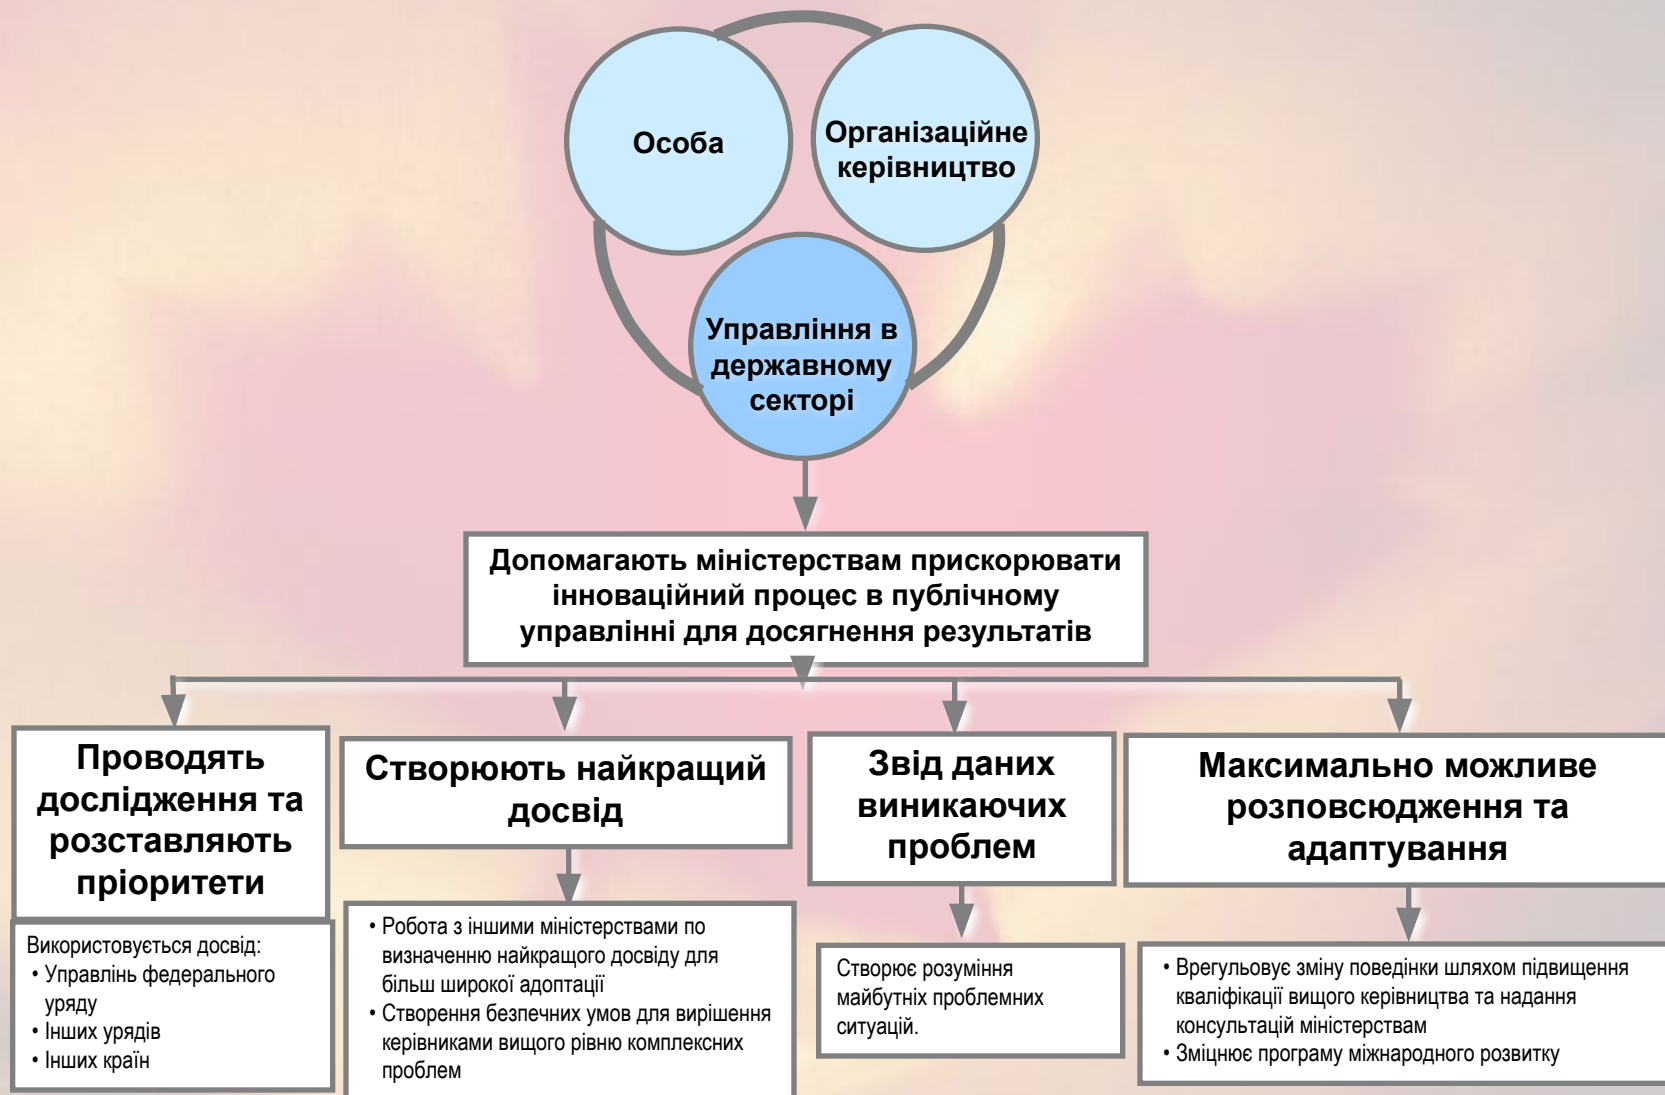 Особа
Організаційне
керівництво
Управління в
державному
секторі
Допомагають міністерствам прискорювати
інноваційний процес в публічному
управлінні для досягнення результатів
Проводять
дослідження та
розставляють
пріоритети
Створюють найкращий
досвід
Звід даних
виникаючих
проблем
Максимально можливе
розповсюдження та
адаптування
Використовується досвід:
• Управлінь федерального
уряду
• Інших урядів
• Інших країн
• Робота з іншими міністерствами по
визначенню найкращого досвіду для
більш широкої адоптації
• Створення безпечних умов для вирішення
керівниками вищого рівню комплексних
проблем
Створює розуміння
майбутніх проблемних
ситуацій.
• Врегульовує зміну поведінки шляхом підвищення
кваліфікації вищого керівництва та надання
консультацій міністерствам
• Зміцнює програму міжнародного розвитку